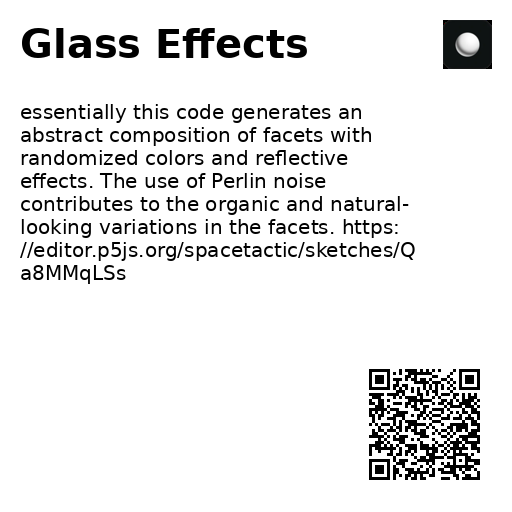 Glass Effects
essentially this code generates an
abstract composition of facets with
randomized colors and reflective
effects. The use of Perlin noise
contributes to the organic and natural-
looking variations in the facets. https:
//editor.p5js.org/spacetactic/sketches/Q
a8MMqLSs